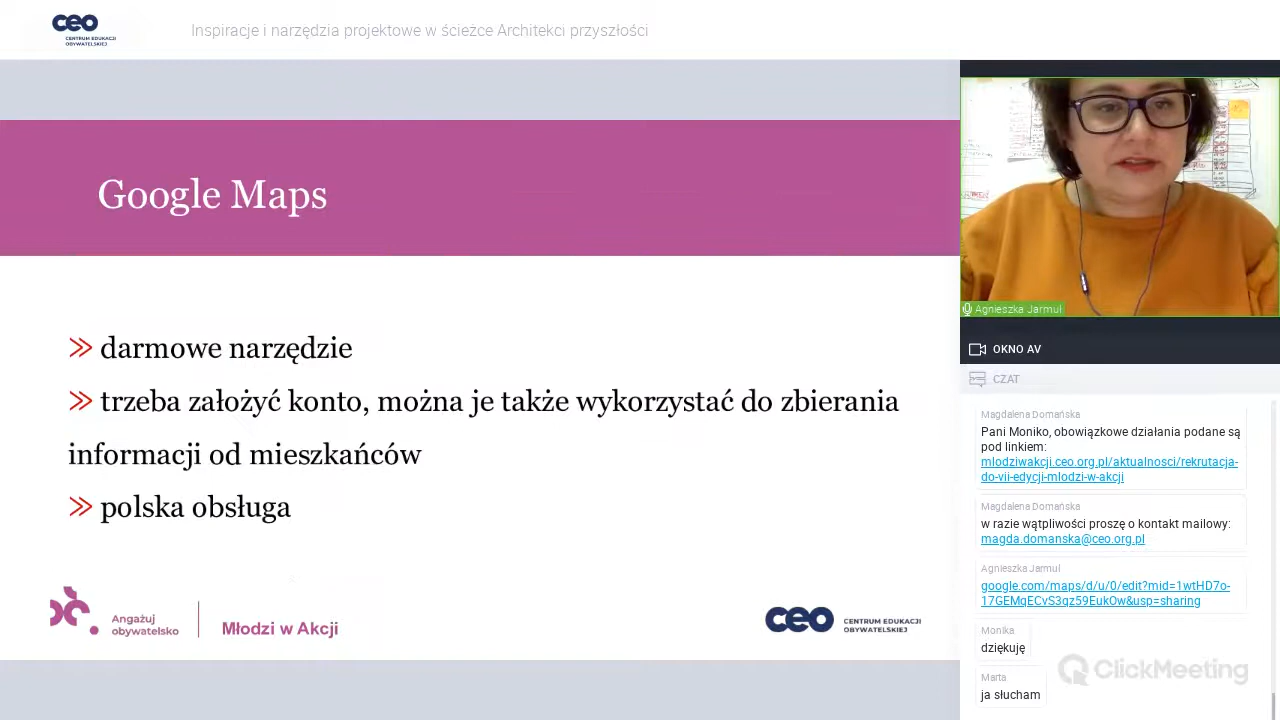 ceo
CENTRUM EDUKACJI
OBYWATELSKIEJ
Inspiracje i narzędzia projektowe w ścieżce Architekci przyszłości
Google Maps
» darmowe narzędzie
» trzeba założyć konto, można je także wykorzystać do zbierania
informacji od mieszkańców
» polska obsługa
Angażuj
obywatelsko
Młodzi w Akcji
ceo
CENTRUM EDUKACJI
OBYWATELSKIEJ
Agnieszka Jarmuł
OKNO AV
CZAT
Magdalena Domańska
Pani Moniko, obowiązkowe działania podane są
pod linkiem:
mlodziwakcji.ceo.org.pl/aktualnosci/rekrutacja-
do-vii-edycji-mlodzi-w-akcji
Magdalena Domańska
w razie wątpliwości proszę o kontakt mailowy:
magda.domanska@ceo.org.pl
Agnieszka Jarmuł
google.com/maps/d/u/0/edit?mid=1wtHD7o-
17GEMqECvS3qz59EukOw&usp=sharing
Monika
dziękuję
Marta
ja słucham
ClickMeeting